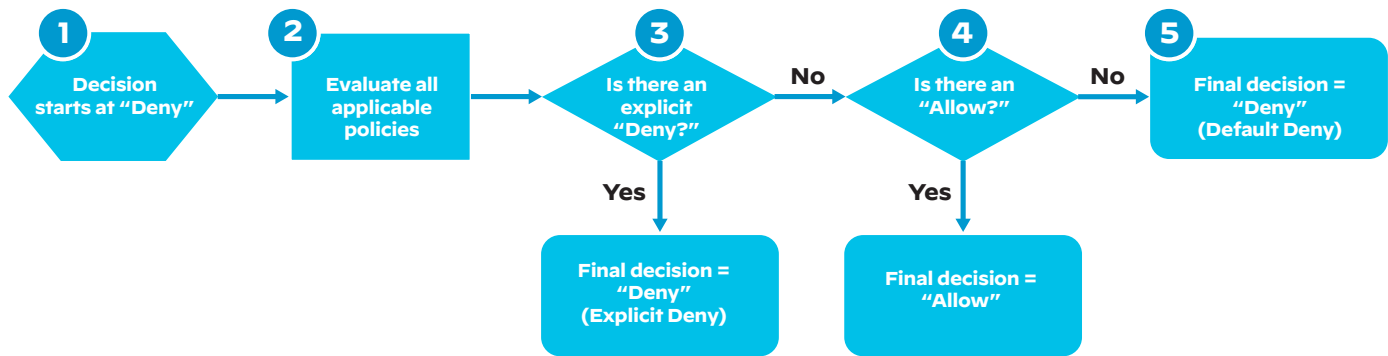 1
Decision
starts at “Deny”
2
Evaluate all
applicable
policies
3
Is there an
explicit
“Deny?”
No
4
Is there an
“Allow?”
No
5
Final decision =
“Deny”
(Default Deny)
Yes
Yes
Final decision =
“Deny”
(Explicit Deny)
Final decision =
“Allow”